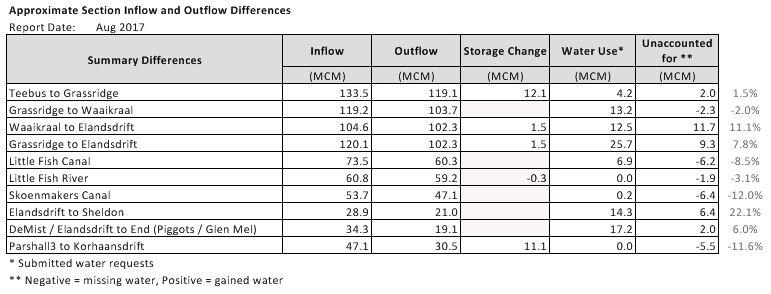 Approximate Section Inflow and Outflow Differences
Report Date: Aug 2017
Summary Differences Inflow Outflow Storage Change Water Use* Unaccounted for **
(MCM) (MCM) (MCM) (MCM) (MCM)
Teebus to Grassridge 133.5 119.1 12.1 4.2 2.0 1.5%
Grassridge to Waaikraal 119.2 103.7 13.2 -2.3 -2.0%
Waaikraal to Elandsdrift 104.6 102.3 1.5 12.5 11.7 11.1%
Grassridge to Elandsdrift 120.1 102.3 1.5 25.7 9.3 7.8%
Little Fish Canal 73.5 60.3 6.9 -6.2 -8.5%
Little Fish River 60.8 59.2 -0.3 0.0 -1.9 -3.1%
Skoenmakers Canal 53.7 47.1 0.2 -6.4 -12.0%
Elandsdrift to Sheldon 28.9 21.0 14.3 6.4 22.1%
DeMist / Elandsdrift to End (Piggots / Glen Mel) 34.3 19.1 17.2 2.0 6.0%
Parshall3 to Korhaansdrift 47.1 30.5 11.1 0.0 -5.5 -11.6%
* Submitted water requests
** Negative = missing water, Positive = gained water